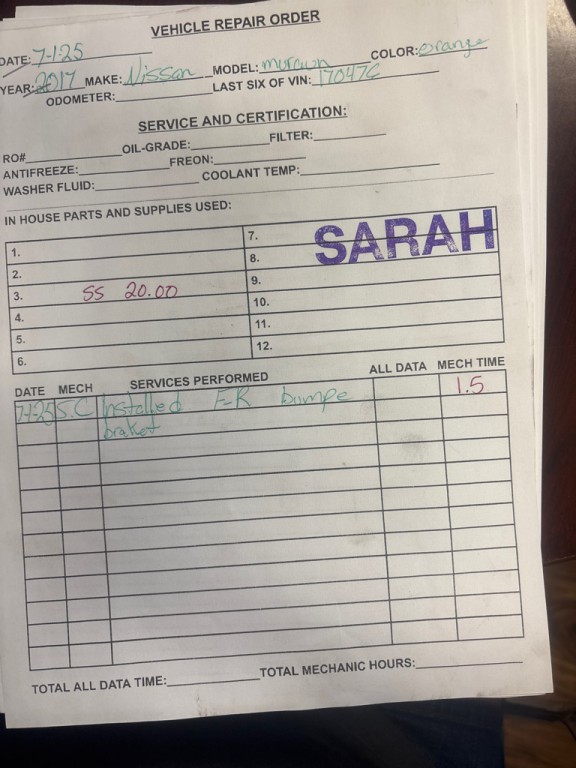 VEHICLE REPAIR ORDER
DATE: 7-1-25
YEAR: 2017 MAKE: Nissan MODEL: murawn COLOR: orange
ODOMETER: LAST SIX OF VIN: 17047C
SERVICE AND CERTIFICATION:
RO# OIL-GRADE: FILTER:
ANTIFREEZE: FREON:
WASHER FLUID: COOLANT TEMP:
IN HOUSE PARTS AND SUPPLIES USED:
1. 7.
2. 8. SARAH
3. SS 20.00 9.
4. 10.
5. 11.
6. 12.
DATE MECH SERVICES PERFORMED ALL DATA MECH TIME
7-1-25 S.C Installed F-R bumpe 1.5
braket
TOTAL ALL DATA TIME: TOTAL MECHANIC HOURS: